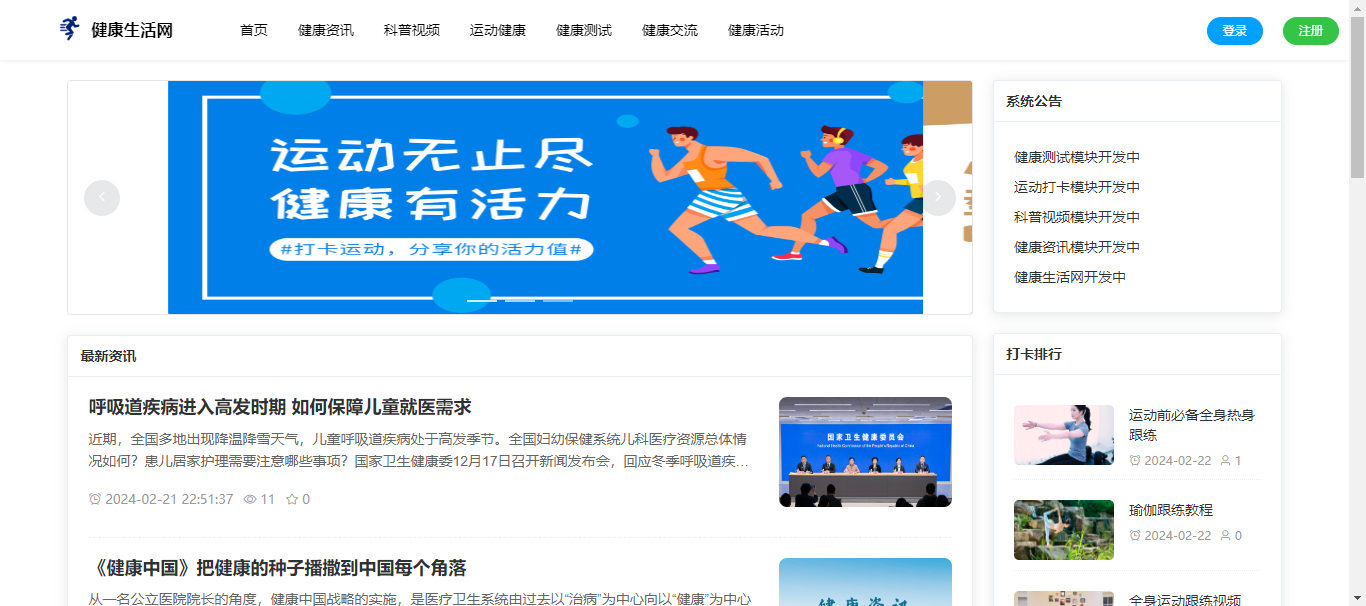 健康生活网
首页 健康资讯 科普视频 运动健康 健康测试 健康交流 健康活动
登录 注册
运动无止尽
健康有活力
#打卡运动，分享你的活力值#
系统公告
健康测试模块开发中
运动打卡模块开发中
科普视频模块开发中
健康资讯模块开发中
健康生活网开发中
最新资讯
呼吸道疾病进入高发时期 如何保障儿童就医需求
近期，全国多地出现降温降雪天气，儿童呼吸道疾病处于高发季节。全国妇幼保健系统儿科医疗资源总体情
况如何？患儿居家护理需要注意哪些事项？国家卫生健康委12月17日召开新闻发布会，回应冬季呼吸道疾…
2024-02-21 22:51:37 11 0
国家卫生健康委员会
National Health Commission of the People's Republic of China
《健康中国》把健康的种子播撒到中国每个角落
从一名公立医院院长的角度，健康中国战略的实施，是医疗卫生系统由过去以“治病”为中心向以“健康”为中心
健康资讯
打卡排行
运动前必备全身热身
跟练
2024-02-22 1
瑜伽跟练教程
2024-02-22 0
全身运动跟练视频